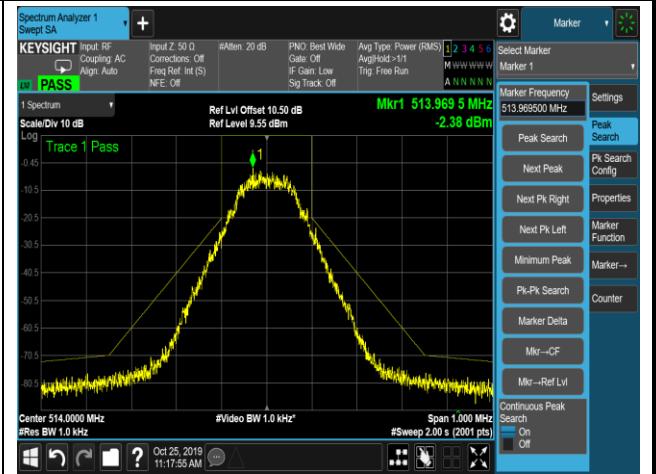 Spectrum Analyzer 1
Swept SA
Marker
KEYSIGHT
Input: RF
Coupling: AC
Align: Auto
Input Z: 50 Ω
Corrections: Off
Freq Ref: Int (S)
NFE: Off
#Atten: 20 dB
PNO: Best Wide
Gate: Off
IF Gain: Low
Sig Track: Off
Avg Type: Power (RMS)
Avg|Hold:>1/1
Trig: Free Run
1 2 3 4 5 6
M W W W W W
A N N N N N
LXI
PASS
Select Marker
Marker 1
1 Spectrum
Scale/Div 10 dB
Log
Ref Lvl Offset 10.50 dB
Ref Level 9.55 dBm
Mkr1 513.969 5 MHz
-2.38 dBm
Trace 1 Pass
1
-0.45
-10.5
-20.5
-30.5
-40.5
-50.5
-60.5
-70.5
-80.5
Center 514.0000 MHz
#Res BW 1.0 kHz
#Video BW 1.0 kHz*
Span 1.000 MHz
#Sweep 2.00 s (2001 pts)
Marker Frequency
513.969500 MHz
Peak Search
Next Peak
Next Pk Right
Next Pk Left
Minimum Peak
Pk-Pk Search
Marker Delta
Mkr→CF
Mkr→Ref Lvl
Continuous Peak
Search
On
Off
Settings
Peak
Search
Pk Search
Config
Properties
Marker
Function
Marker→
Counter
Oct 25, 2019
11:17:55 AM